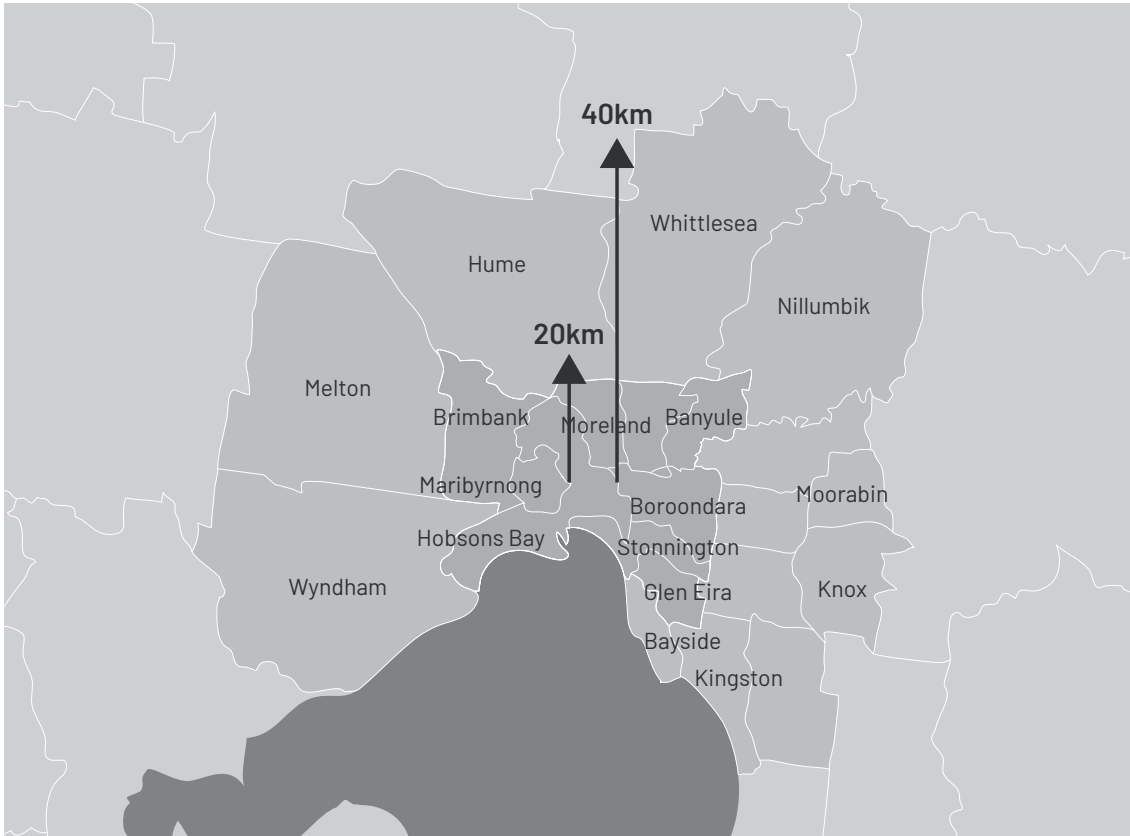 40km
Whittlesea
Hume
Nillumbik
20km
Melton
Brimbank
Moreland
Banyule
Maribyrnong
Moorabin
Boroondara
Hobsons Bay
Stonnington
Wyndham
Glen Eira
Knox
Bayside
Kingston